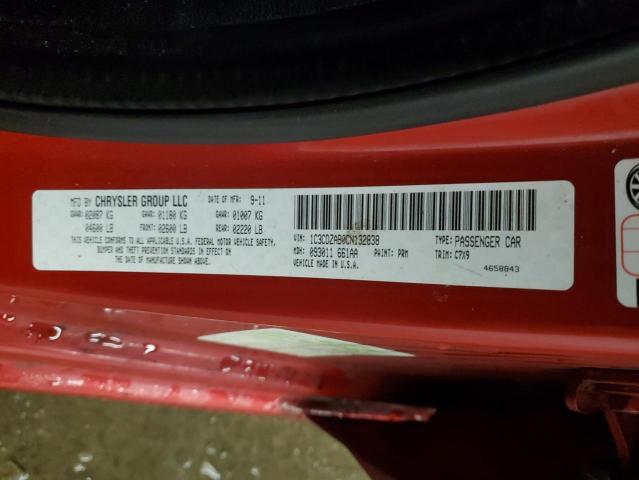 MFD BY CHRYSLER GROUP LLC DATE OF MFR: 9-11
GVWR: 02087 KG GAWR: 01180 KG GAWR: 01007 KG
04600 LB FRONT: 02600 LB REAR: 02220 LB
THIS VEHICLE CONFORMS TO ALL APPLICABLE U.S.A. FEDERAL MOTOR VEHICLE SAFETY,
BUMPER AND THEFT PREVENTION STANDARDS IN EFFECT ON
THE DATE OF MANUFACTURE SHOWN ABOVE.
VIN: 1C3CDZAB0CN132838 TYPE: PASSENGER CAR
MDH: 093011 661AA PAINT: PRM TRIM: C7X9
VEHICLE MADE IN U.S.A. 4658843